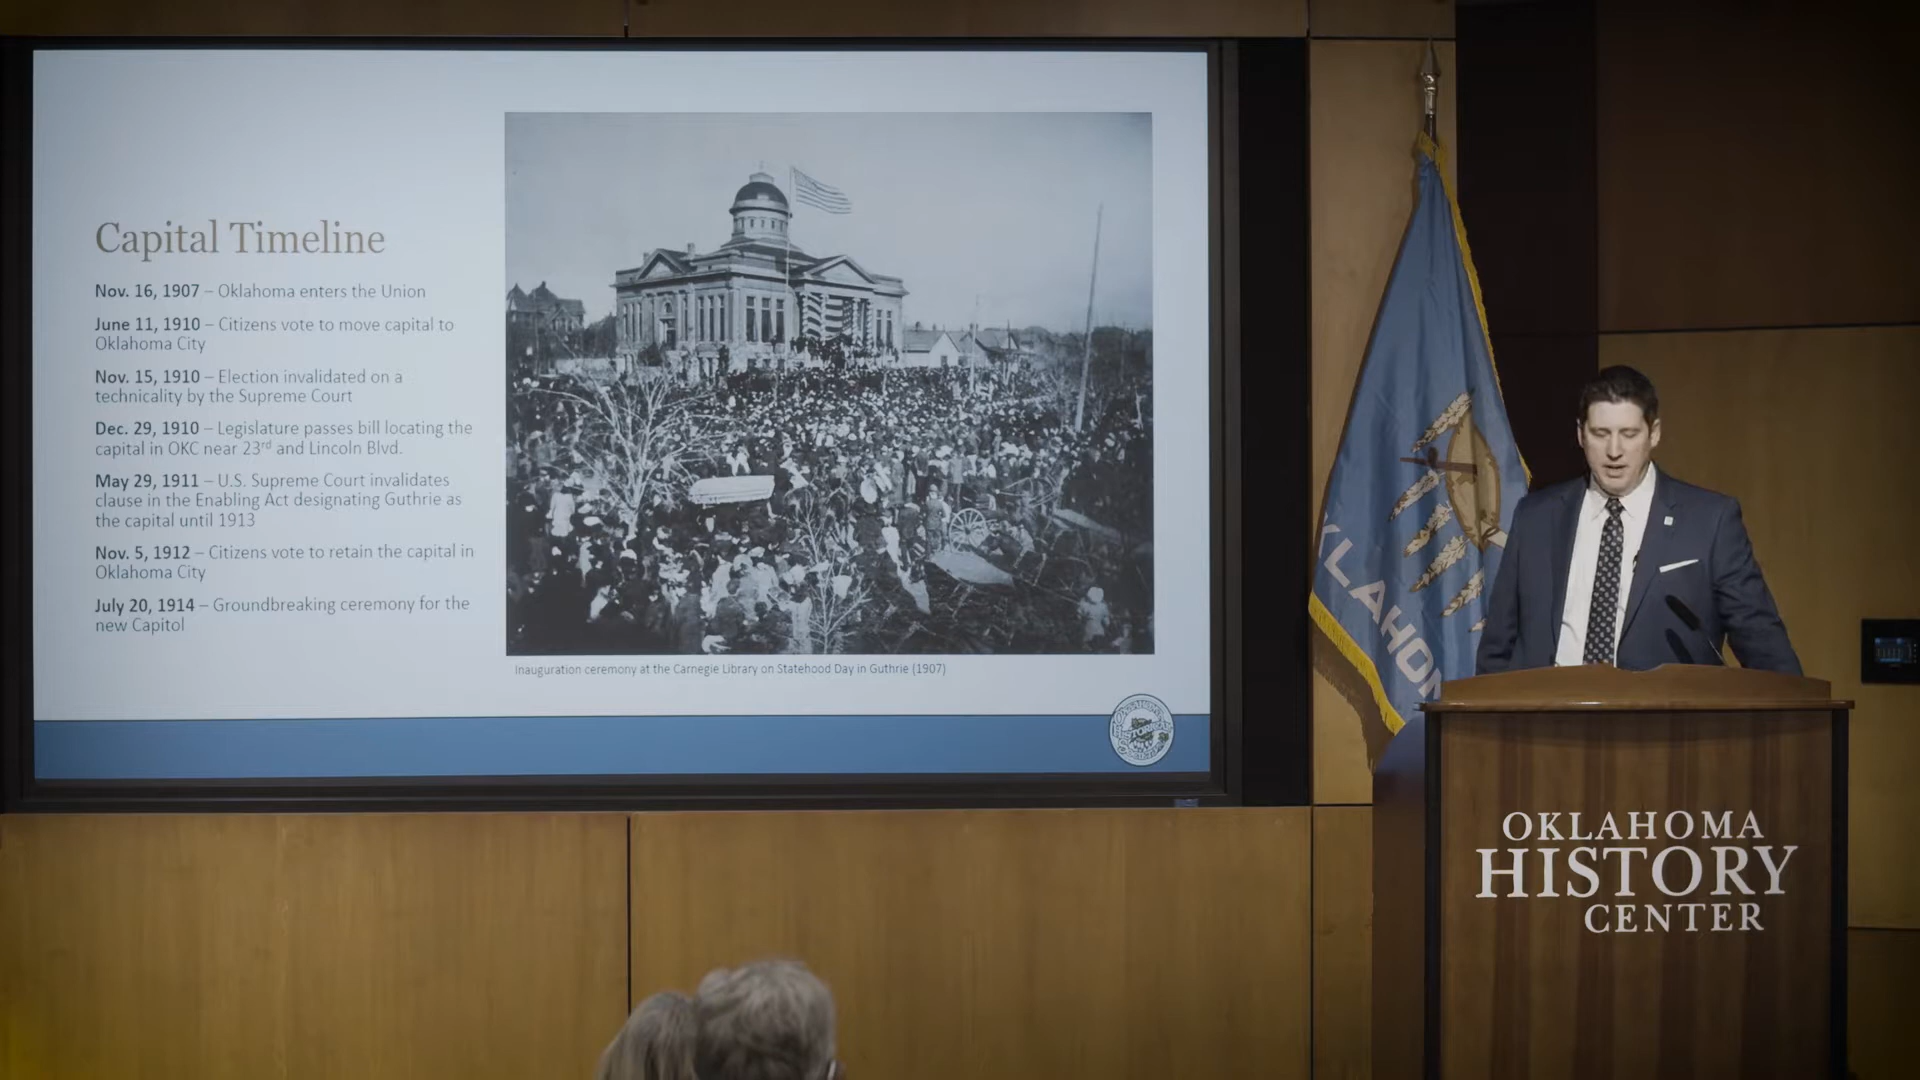 Capital Timeline
Nov. 16, 1907 – Oklahoma enters the Union
June 11, 1910 – Citizens vote to move capital to
Oklahoma City
Nov. 15, 1910 – Election invalidated on a
technicality by the Supreme Court
Dec. 29, 1910 – Legislature passes bill locating the
capital in OKC near 23rd and Lincoln Blvd.
May 29, 1911 – U.S. Supreme Court invalidates
clause in the Enabling Act designating Guthrie as
the capital until 1913
Nov. 5, 1912 – Citizens vote to retain the capital in
Oklahoma City
July 20, 1914 – Groundbreaking ceremony for the
new Capitol
Inauguration ceremony at the Carnegie Library on Statehood Day in Guthrie (1907)
KLAHOM
OKLAHOMA
HISTORY
CENTER